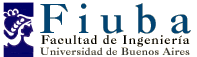 Fiuba
Facultad de Ingeniería
Universidad de Buenos Aires